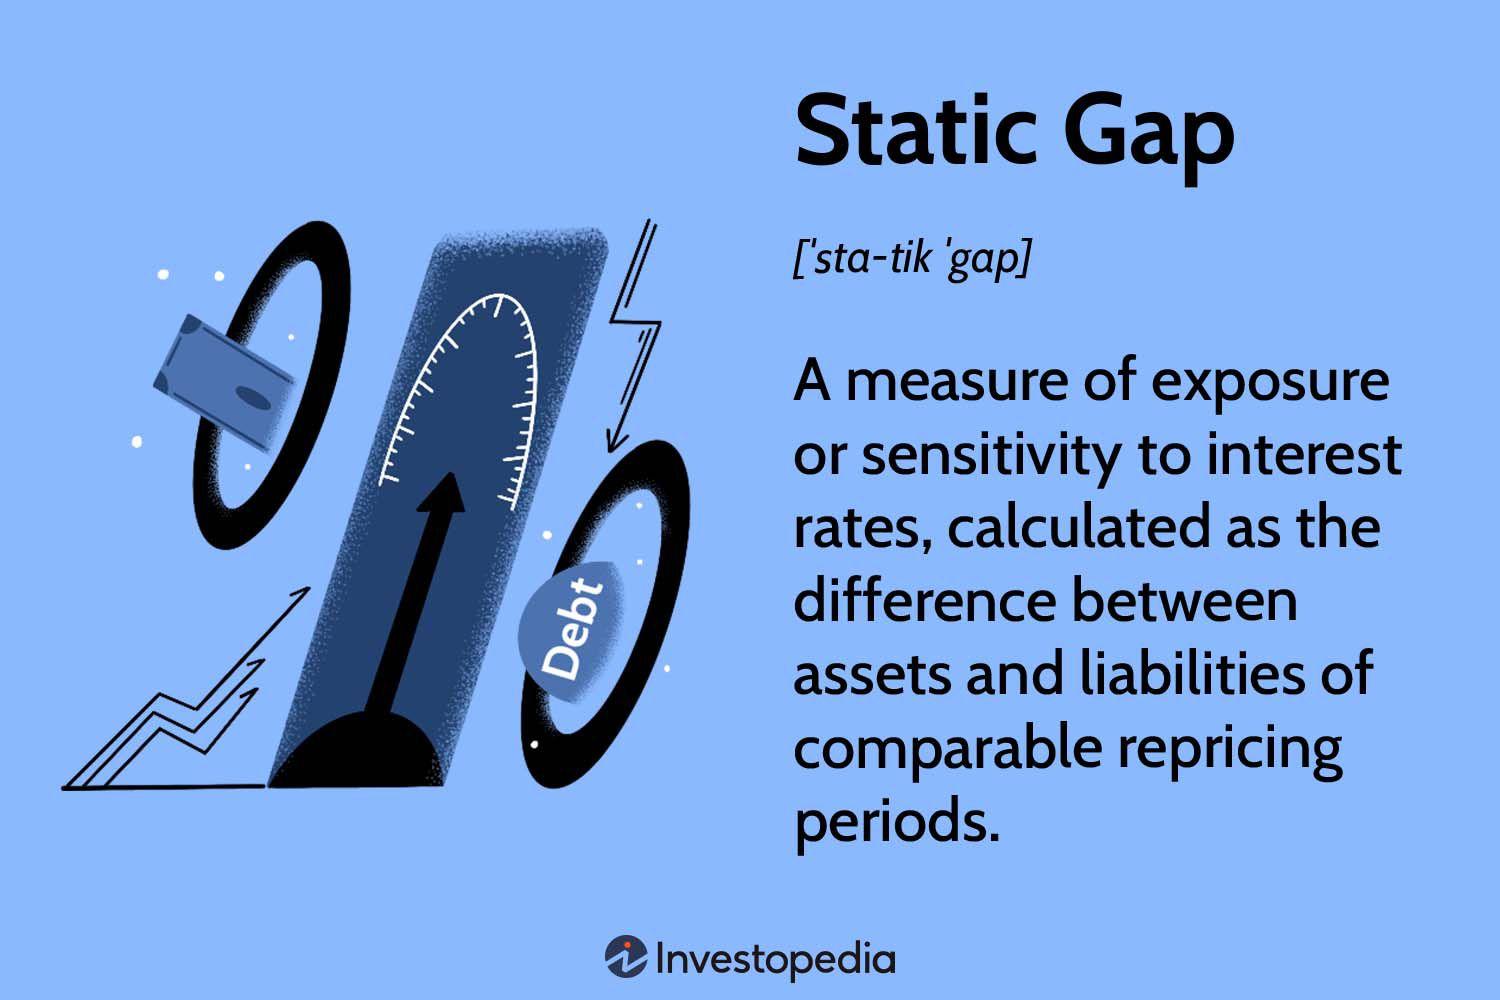 Static Gap
[ˈsta-tik ˈgap]
A measure of exposure
or sensitivity to interest
rates, calculated as the
difference between
assets and liabilities of
comparable repricing
periods.
Debt
Investopedia